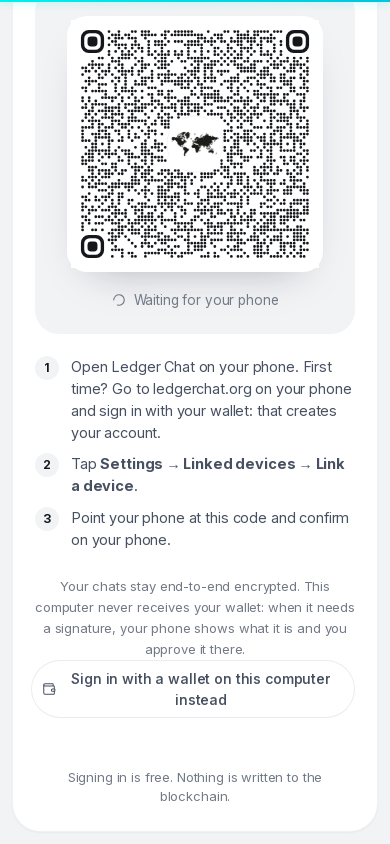 Waiting for your phone
1 Open Ledger Chat on your phone. First
time? Go to ledgerchat.org on your phone
and sign in with your wallet: that creates
your account.
2 Tap Settings → Linked devices → Link
a device.
3 Point your phone at this code and confirm
on your phone.
Your chats stay end-to-end encrypted. This
computer never receives your wallet: when it needs
a signature, your phone shows what it is and you
approve it there.
Sign in with a wallet on this computer
instead
Signing in is free. Nothing is written to the
blockchain.